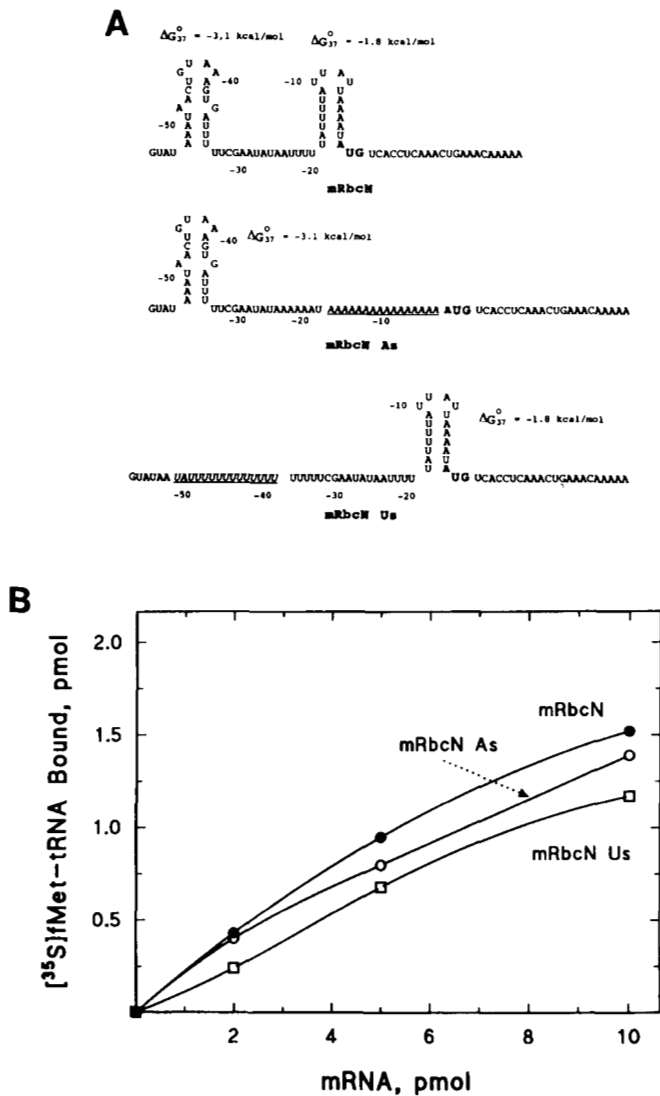 A
ΔG°37 = -3,1 kcal/mol ΔG°37 = -1.8 kcal/mol
-40
-10
-50
GUAU UUCGAAUAUAAUUUU UG UCACCUCAAACUGAAACAAAAA
-30 -20
mRbcN
-40 ΔG°37 = -3.1 kcal/mol
-50
GUAU UUCGAAUAUAAAAAAU AAAAAAAAAAAAAAAA AUG UCACCUCAAACUGAAACAAAAA
-30 -20 -10
mRbcN As
-10 ΔG°37 = -1.8 kcal/mol
GUAUAA UAUUUUUUUUUUUUU UUUUUCGAAUAUAAUUUU UG UCACCUCAAACUGAAACAAAAA
-50 -40 -30 -20
mRbcN Us
B
[³⁵S]fMet-tRNA Bound, pmol
2.0
1.5
1.0
0.5
mRbcN
mRbcN As
mRbcN Us
2 4 6 8 10
mRNA, pmol